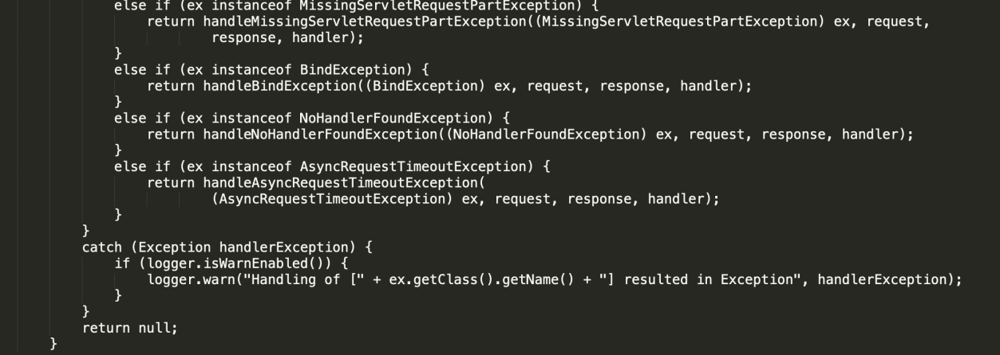 else if (ex instanceof MissingServletRequestPartException) {
return handleMissingServletRequestPartException((MissingServletRequestPartException) ex, request,
response, handler);
}
else if (ex instanceof BindException) {
return handleBindException((BindException) ex, request, response, handler);
}
else if (ex instanceof NoHandlerFoundException) {
return handleNoHandlerFoundException((NoHandlerFoundException) ex, request, response, handler);
}
else if (ex instanceof AsyncRequestTimeoutException) {
return handleAsyncRequestTimeoutException(
(AsyncRequestTimeoutException) ex, request, response, handler);
}
}
catch (Exception handlerException) {
if (logger.isWarnEnabled()) {
logger.warn("Handling of [" + ex.getClass().getName() + "] resulted in Exception", handlerException);
}
}
return null;
}